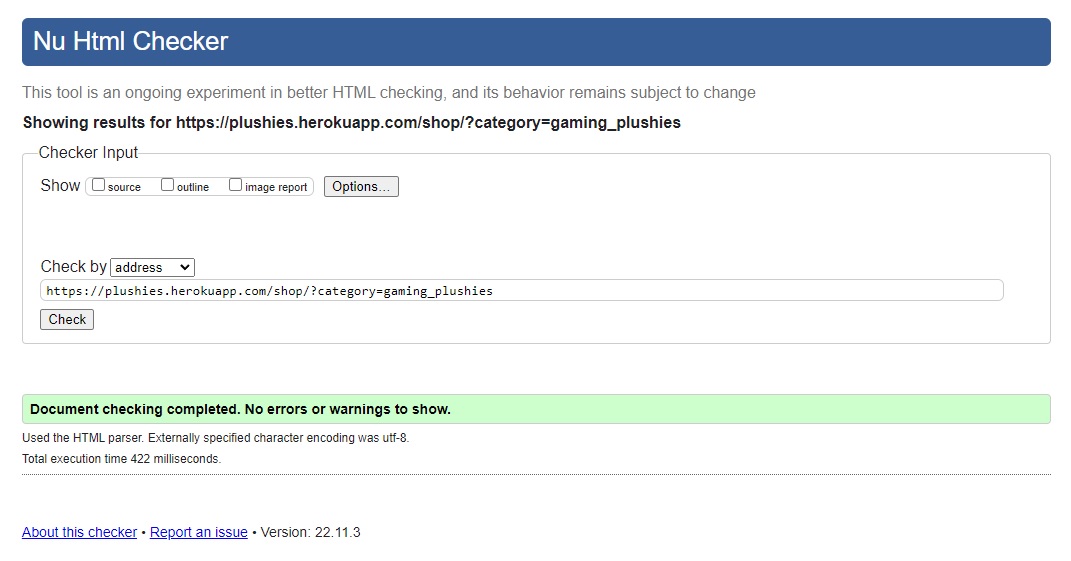 Nu Html Checker
This tool is an ongoing experiment in better HTML checking, and its behavior remains subject to change
Showing results for https://plushies.herokuapp.com/shop/?category=gaming_plushies
Checker Input
Show source outline image report Options...
Check by address
https://plushies.herokuapp.com/shop/?category=gaming_plushies
Check
Document checking completed. No errors or warnings to show.
Used the HTML parser. Externally specified character encoding was utf-8.
Total execution time 422 milliseconds.
About this checker • Report an issue • Version: 22.11.3